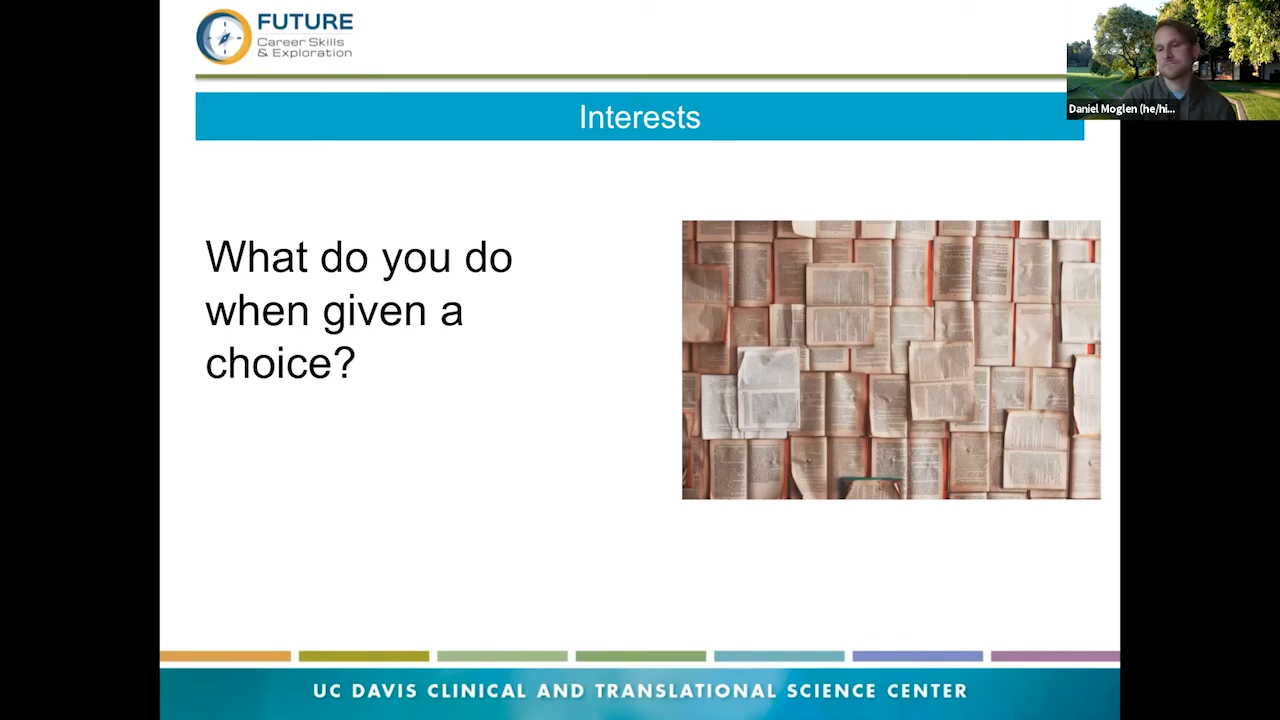 FUTURE
Career Skills
& Exploration
Daniel Moglen (he/hi...
Interests
What do you do
when given a
choice?
UC DAVIS CLINICAL AND TRANSLATIONAL SCIENCE CENTER